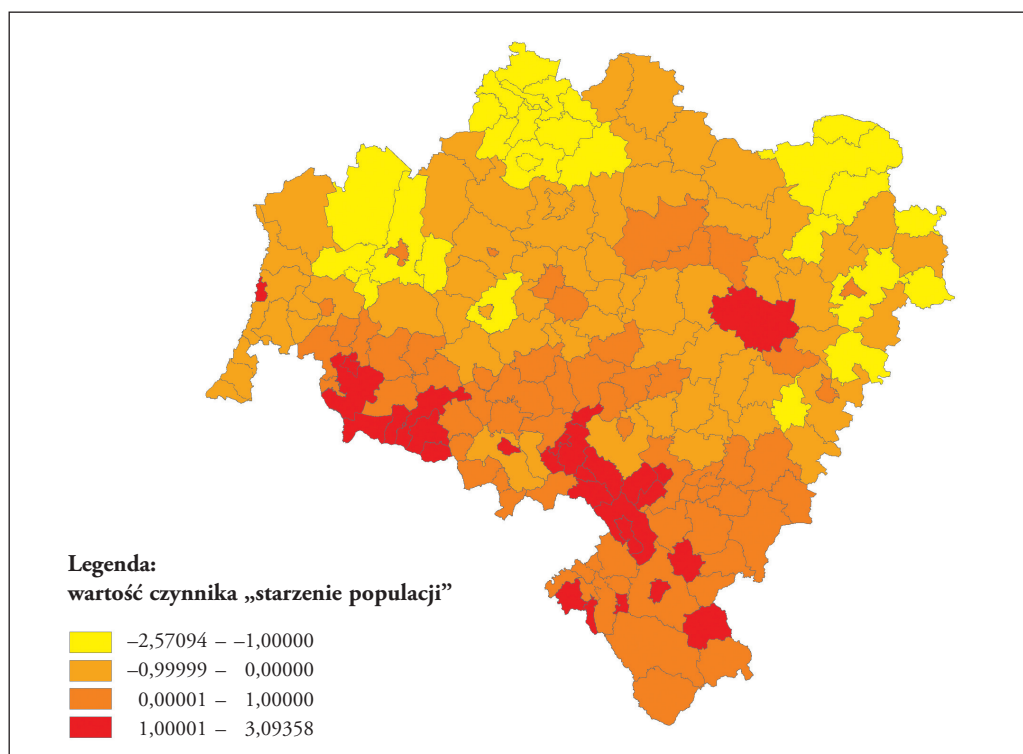 Legenda:
wartość czynnika „starzenie populacji”
–2,57094 – –1,00000
–0,99999 – 0,00000
0,00001 – 1,00000
1,00001 – 3,09358